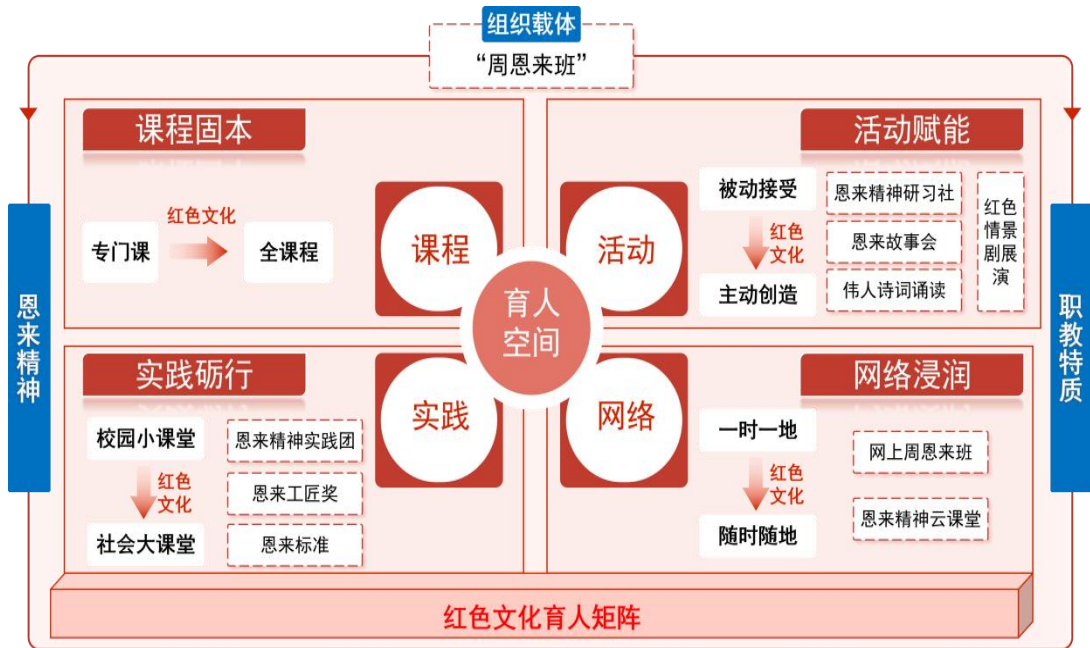 组织载体
“周恩来班”
恩来精神
职教特质
课程固本
专门课
红色文化
全课程
课程
活动赋能
活动
被动接受
红色
文化
主动创造
恩来精神研习社
恩来故事会
伟人诗词诵读
红色
情景
剧展
演
育人
空间
实践砺行
校园小课堂
红色
文化
社会大课堂
恩来精神实践团
恩来工匠奖
恩来标准
实践
网络浸润
网络
一时一地
红色
文化
随时随地
网上周恩来班
恩来精神云课堂
红色文化育人矩阵